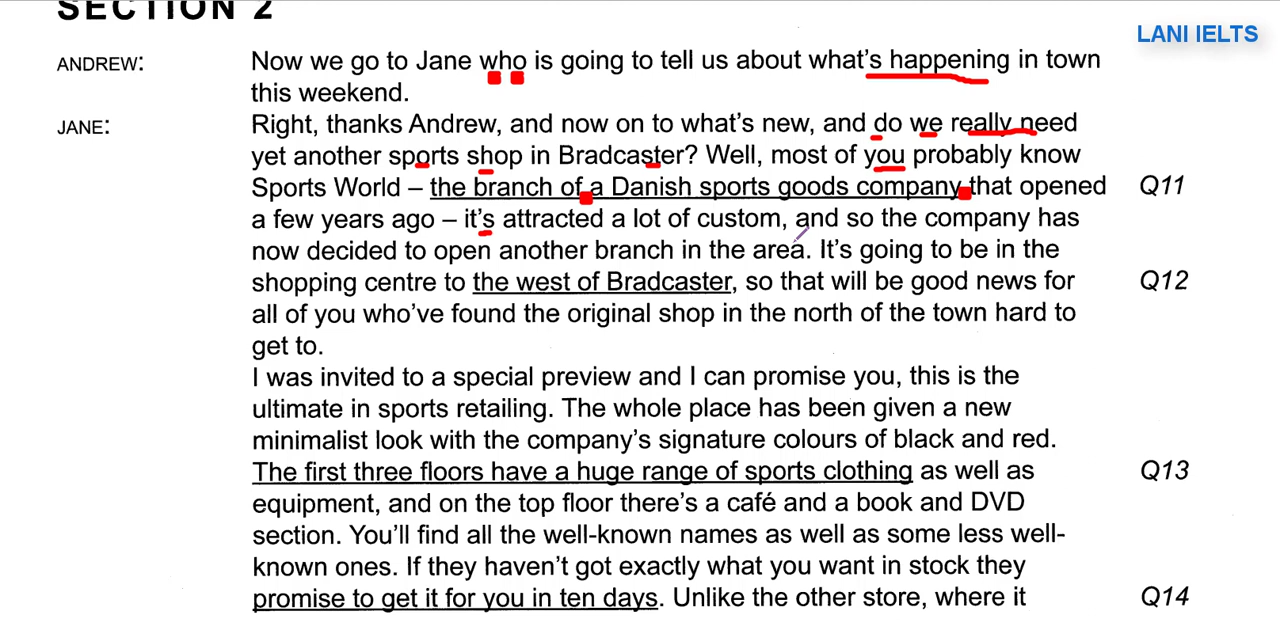 SECTION 2
LANI IELTS
ANDREW: Now we go to Jane who is going to tell us about what's happening in town
this weekend.
JANE: Right, thanks Andrew, and now on to what's new, and do we really need
yet another sports shop in Bradcaster? Well, most of you probably know
Sports World – the branch of a Danish sports goods company that opened Q11
a few years ago – it's attracted a lot of custom, and so the company has
now decided to open another branch in the area. It's going to be in the
shopping centre to the west of Bradcaster, so that will be good news for Q12
all of you who've found the original shop in the north of the town hard to
get to.
I was invited to a special preview and I can promise you, this is the
ultimate in sports retailing. The whole place has been given a new
minimalist look with the company's signature colours of black and red.
The first three floors have a huge range of sports clothing as well as Q13
equipment, and on the top floor there's a café and a book and DVD
section. You'll find all the well-known names as well as some less well-
known ones. If they haven't got exactly what you want in stock they
promise to get it for you in ten days. Unlike the other store, where it Q14